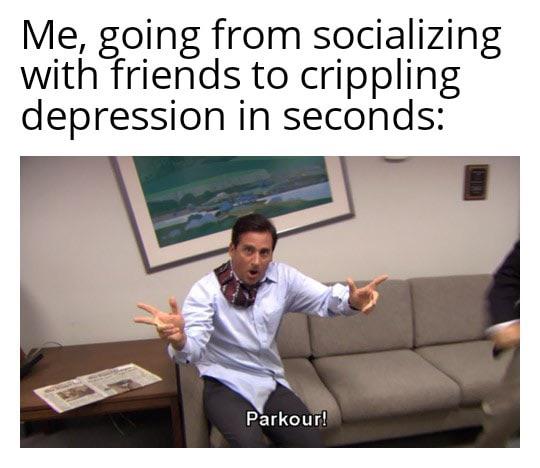 Me, going from socializing
with friends to crippling
depression in seconds:
Parkour!